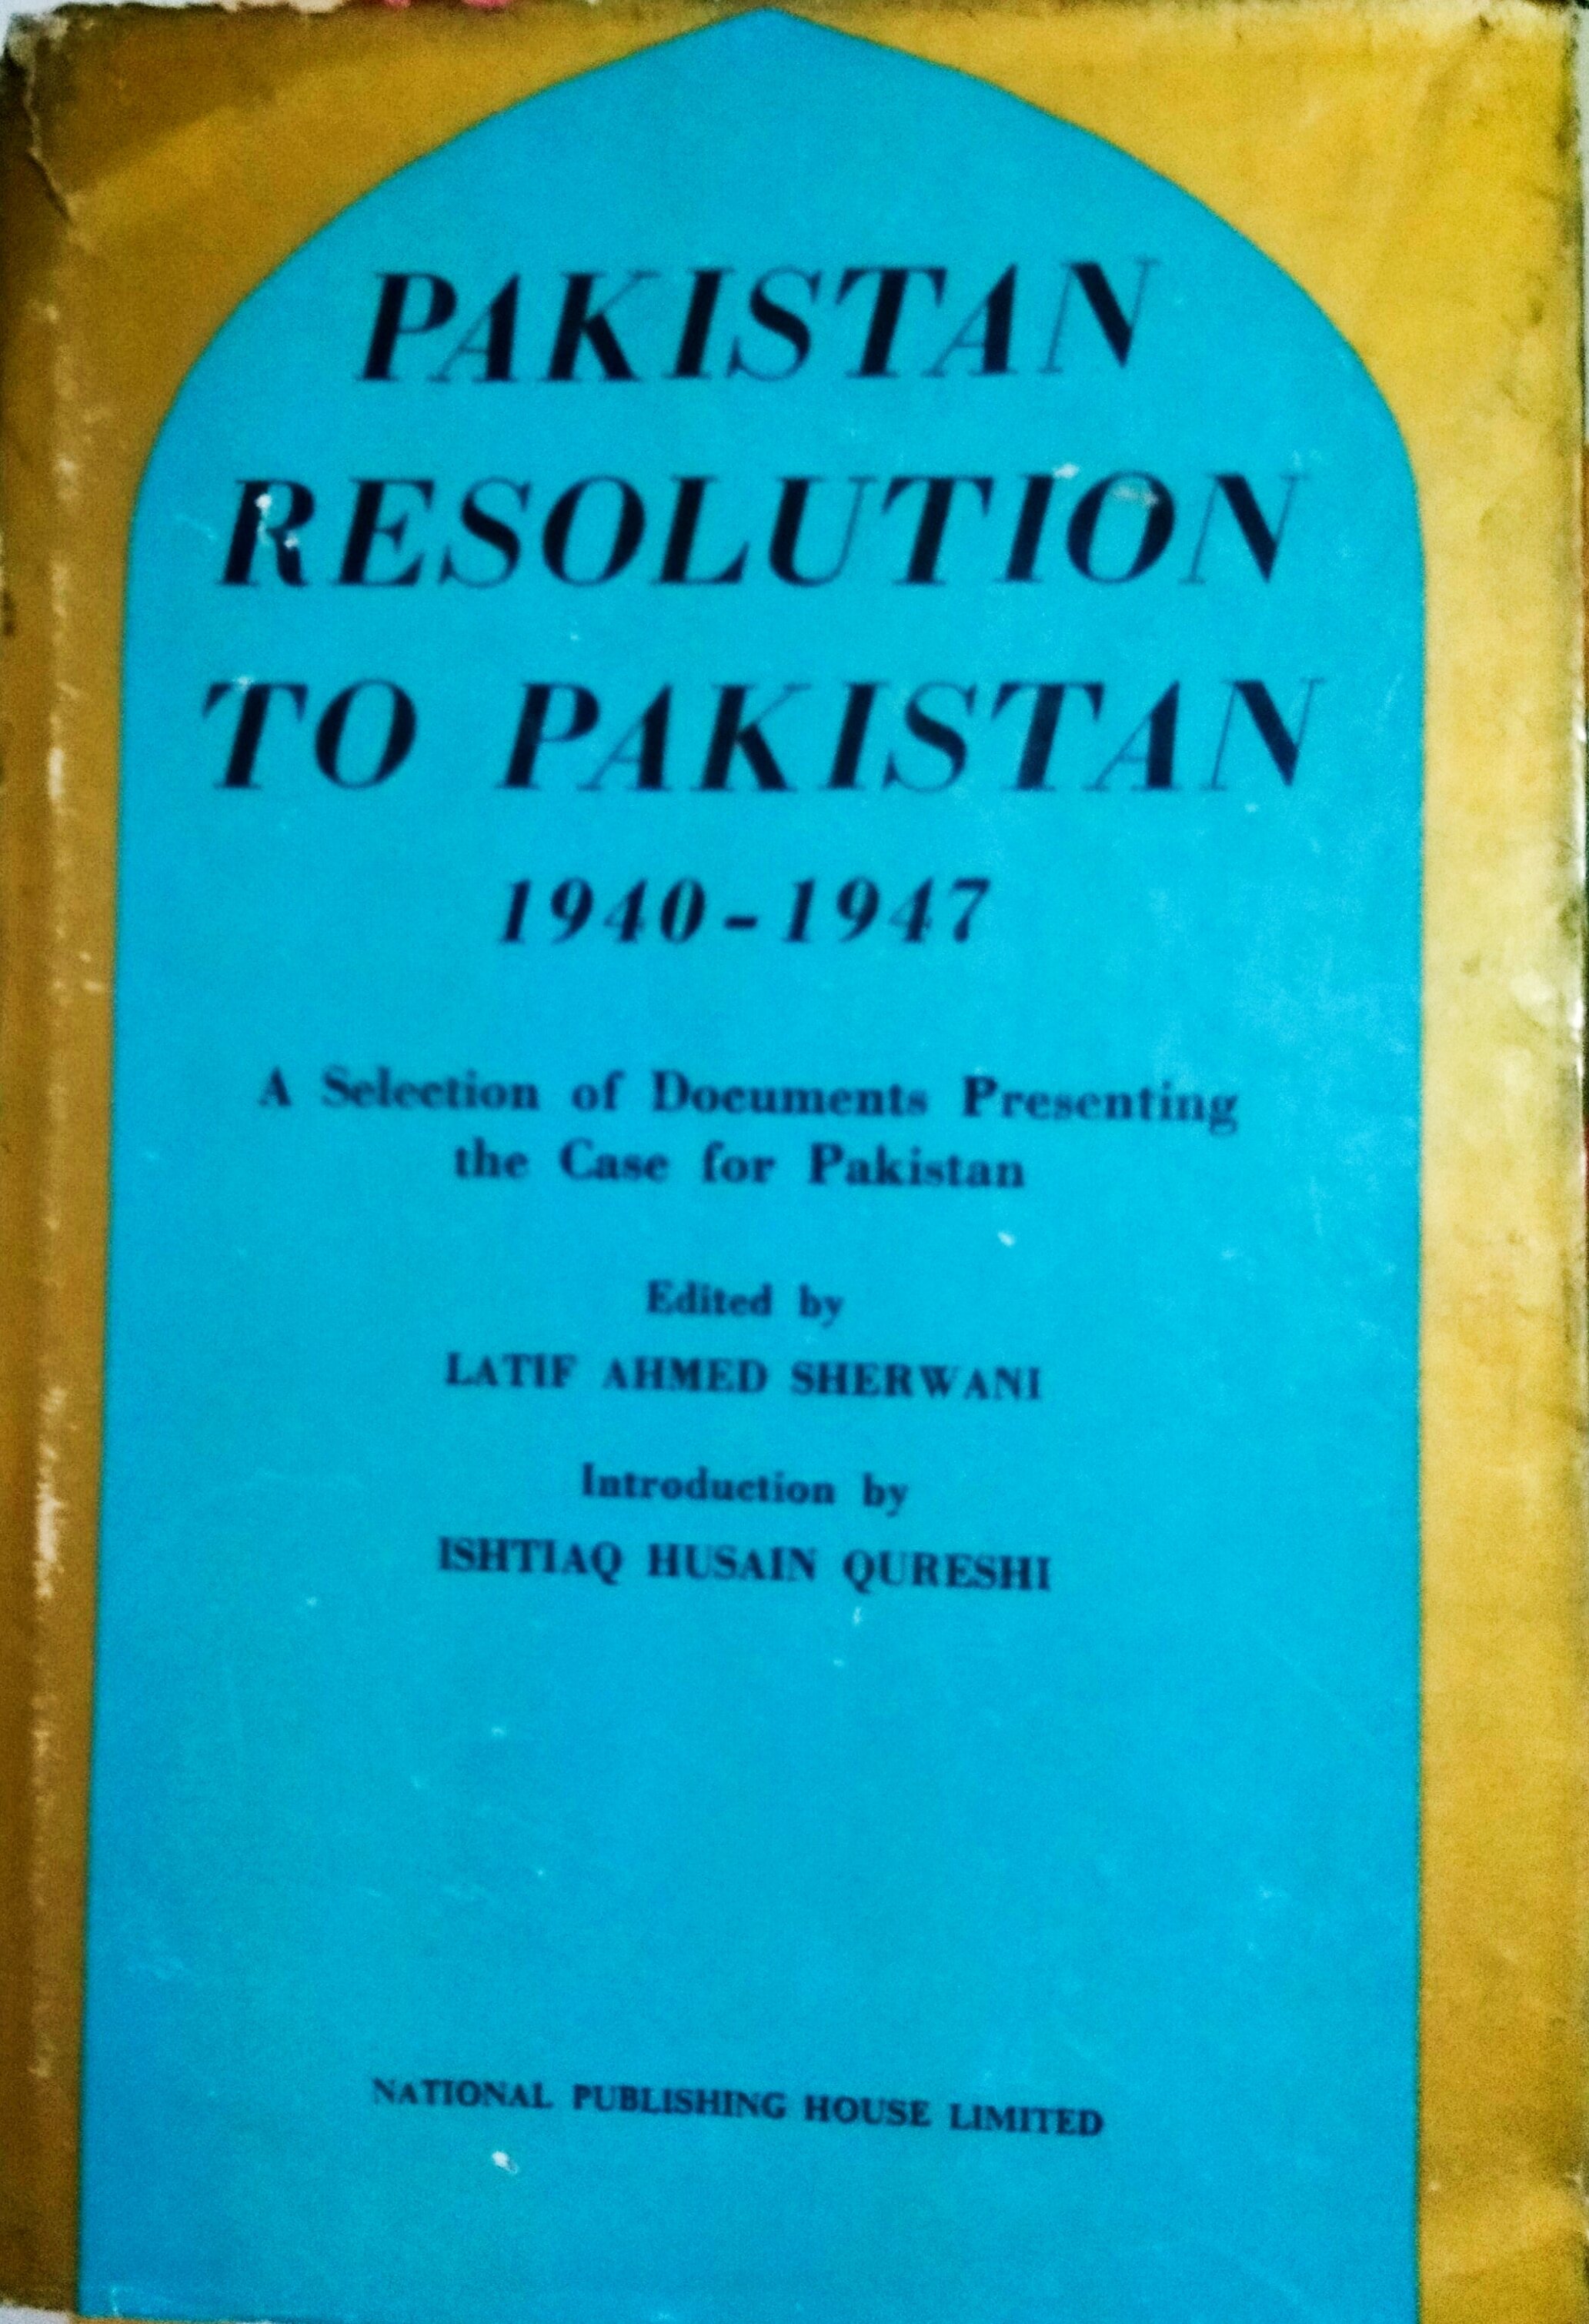 PAKISTAN
RESOLUTION
TO PAKISTAN
1940-1947
A Selection of Documents Presenting
the Case for Pakistan
Edited by
LATIF AHMED SHERWANI
Introduction by
ISHTIAQ HUSAIN QURESHI
NATIONAL PUBLISHING HOUSE LIMITED